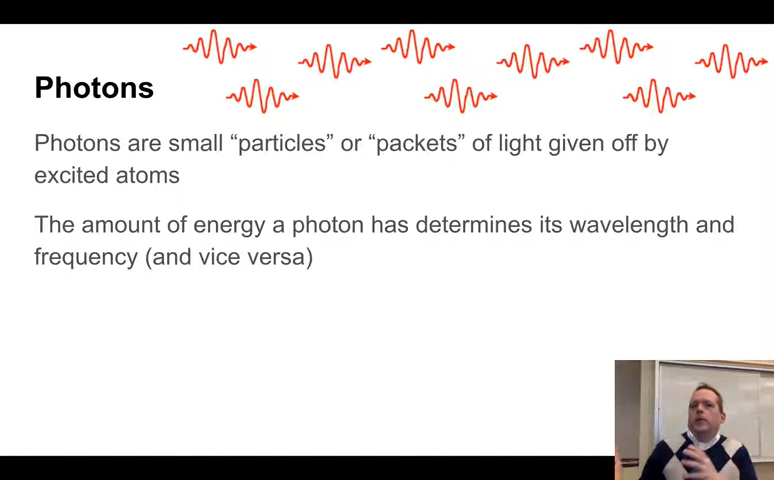 Photons
Photons are small “particles” or “packets” of light given off by
excited atoms
The amount of energy a photon has determines its wavelength and
frequency (and vice versa)